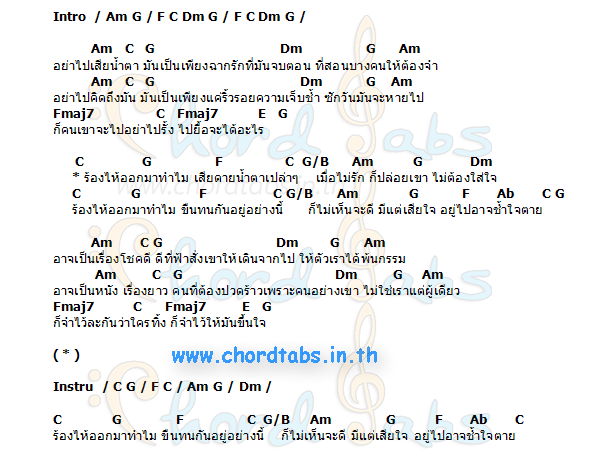 Intro / Am G / F C Dm G / F C Dm G /
Am C G Dm G Am
อย่าไปเสียน้ำตา มันเป็นเพียงฉากรักที่มันจบตอน ที่สอนบางคนให้ต้องจำ
Am C G Dm G Am
อย่าไปคิดถึงมัน มันเป็นเพียงแค่ริ้วรอยความเจ็บช้ำ ซักวันมันจะหายไป
Fmaj7 C Fmaj7 E G
ก็คนเขาจะไปอย่าไปรั้ง ไปยื้อจะได้อะไร
C G F C G/B Am G Dm
* ร้องไห้ออกมาทำไม เสียดายน้ำตาเปล่าๆ เมื่อไม่รัก ก็ปล่อยเขา ไม่ต้องใส่ใจ
C G F C G/B Am G F Ab C G
ร้องไห้ออกมาทำไม ขืนทนกันอยู่อย่างนี้ ก็ไม่เห็นจะดี มีแต่เสียใจ อยู่ไปอาจช้ำใจตาย
Am C G Dm G Am
อาจเป็นเรื่องโชคดี ดีที่ฟ้าสั่งเขาให้เดินจากไป ให้ตัวเราได้พ้นกรรม
Am C G Dm G Am
อาจเป็นหนัง เรื่องยาว คนที่ต้องปวดร้าวเพราะคนอย่างเขา ไม่ใช่เราแต่ผู้เดียว
Fmaj7 C Fmaj7 E G
ก็จำไว้ละกันว่าใครทิ้ง ก็จำไว้ให้มันขึ้นใจ
( * )
www.chordtabs.in.th
Instru / C G / F C / Am G / Dm /
C G F C G/B Am G F Ab C
ร้องไห้ออกมาทำไม ขืนทนกันอยู่อย่างนี้ ก็ไม่เห็นจะดี มีแต่เสียใจ อยู่ไปอาจช้ำใจตาย